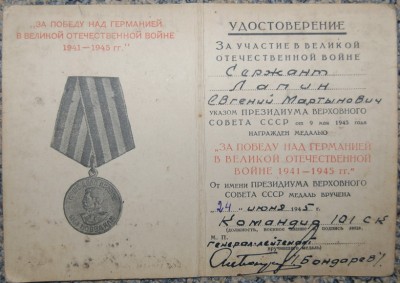 „ЗА ПОБЕДУ НАД ГЕРМАНИЕЙ
В ВЕЛИКОЙ ОТЕЧЕСТВЕННОЙ ВОЙНЕ
1941—1945 гг."
УДОСТОВЕРЕНИЕ
ЗА УЧАСТИЕ В ВЕЛИКОЙ
ОТЕЧЕСТВЕННОЙ ВОЙНЕ
Сержант
Лапин
Евгений Мартынович
УКАЗОМ ПРЕЗИДИУМА ВЕРХОВНОГО
СОВЕТА СССР от 9 мая 1945 года
НАГРАЖДЕН МЕДАЛЬЮ
„ЗА ПОБЕДУ НАД ГЕРМАНИЕЙ
В ВЕЛИКОЙ ОТЕЧЕСТВЕННОЙ
ВОЙНЕ 1941—1945 гг."
ОТ ИМЕНИ ПРЕЗИДИУМА ВЕРХОВНОГО
СОВЕТА СССР МЕДАЛЬ ВРУЧЕНА
„24" июня 1945 г.
Командир 101 СК
М. П.
генерал-лейтенант
вручившего медаль)
/Бондарев/